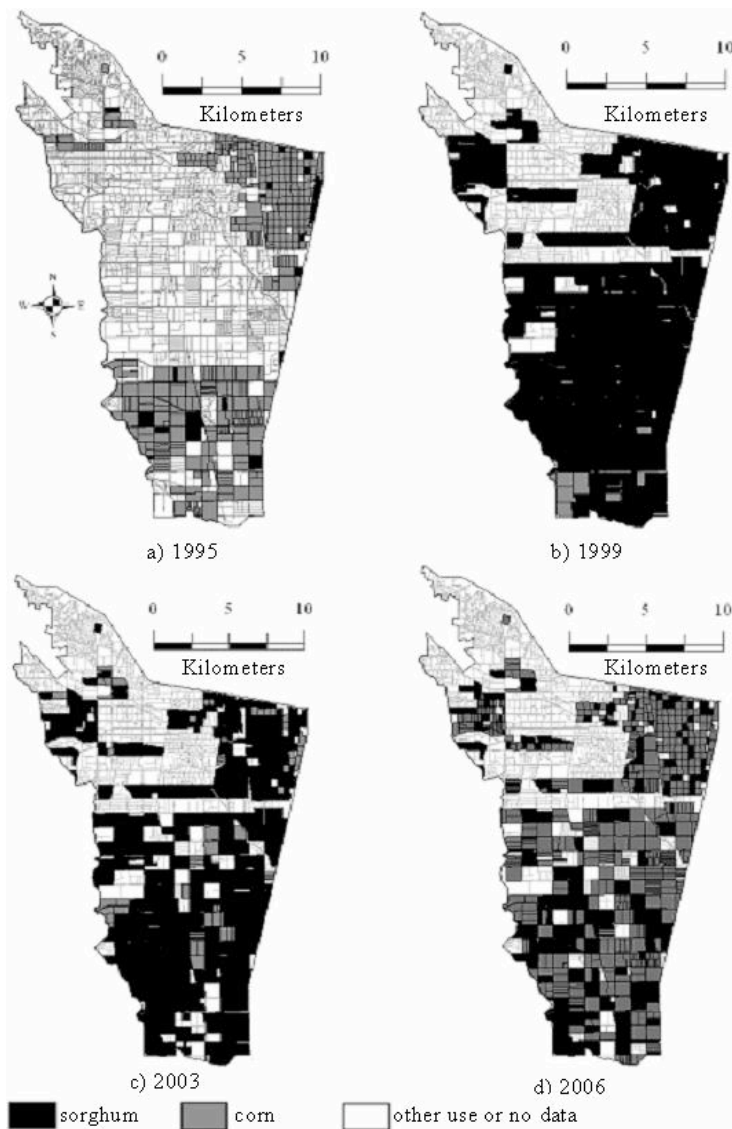 0 5 10
Kilometers
0 5 10
Kilometers
N
W E
S
a) 1995
b) 1999
0 5 10
Kilometers
0 5 10
Kilometers
c) 2003
d) 2006
sorghum corn other use or no data